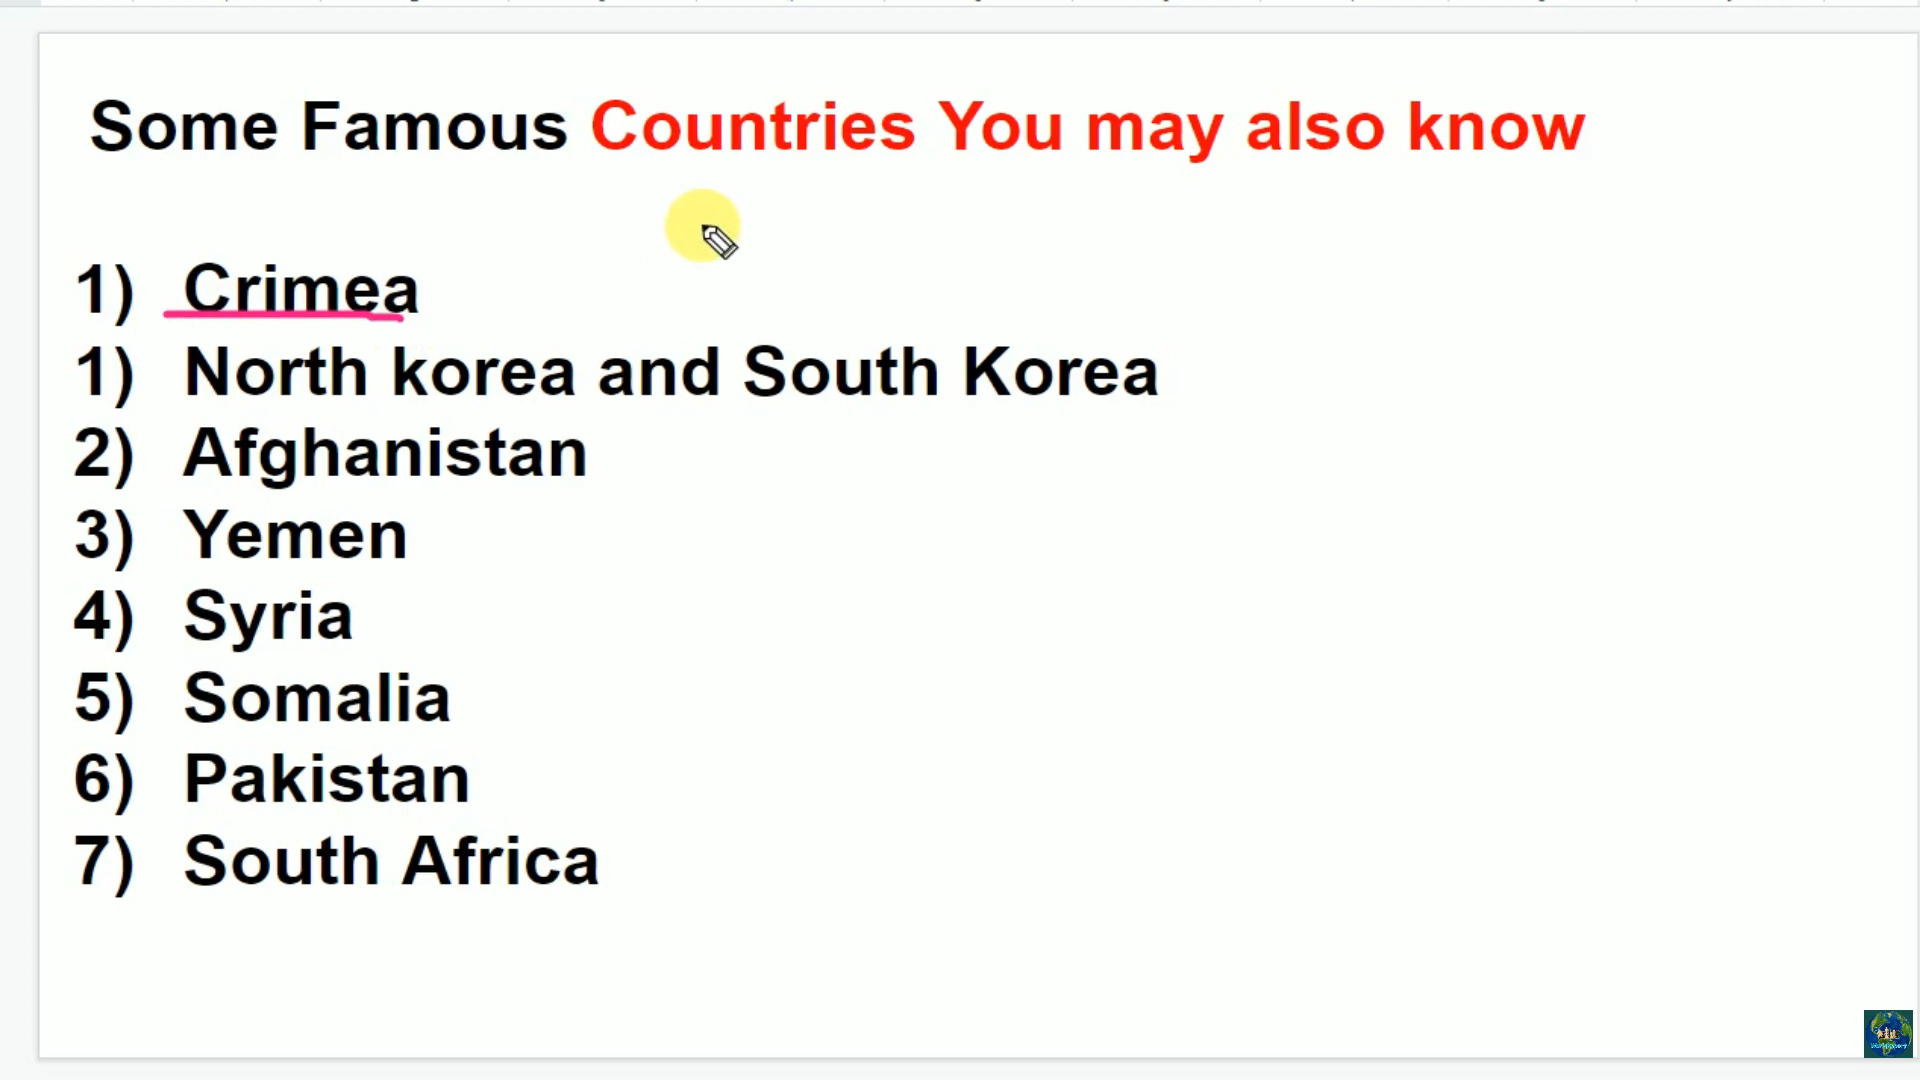 Some Famous Countries You may also know
1) Crimea
1) North korea and South Korea
2) Afghanistan
3) Yemen
4) Syria
5) Somalia
6) Pakistan
7) South Africa